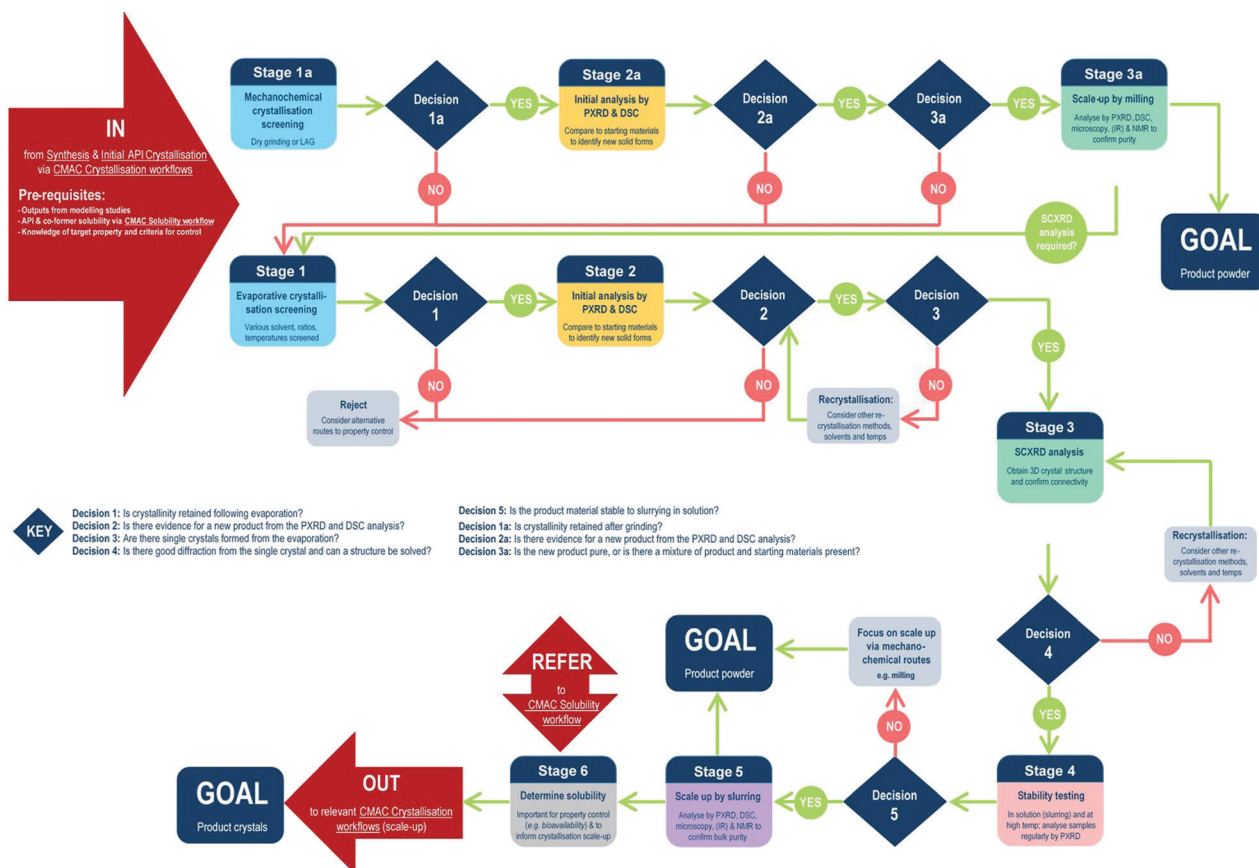 IN
from Synthesis & Initial API Crystallisation
via CMAC Crystallisation workflows
Pre-requisites:
- Outputs from modelling studies
- API & co-former solubility via CMAC Solubility workflow
- Knowledge of target property and criteria for control
Stage 1a
Mechanochemical
crystallisation
screening
Dry grinding or LAG
Decision
1a
YES
NO
Stage 2a
Initial analysis by
PXRD & DSC
Compare to starting materials
to identify new solid forms
Decision
2a
YES
NO
Decision
3a
YES
NO
Stage 3a
Scale-up by milling
Analyse by PXRD, DSC,
microscopy, (IR) & NMR to
confirm purity
SCXRD
analysis
required?
GOAL
Product powder
Stage 1
Evaporative crystalli-
sation screening
Various solvent, ratios,
temperatures screened
Decision
1
YES
NO
Stage 2
Initial analysis by
PXRD & DSC
Compare to starting materials
to identify new solid forms
Decision
2
YES
NO
Decision
3
YES
NO
Reject
Consider alternative
routes to property control
Recrystallisation:
Consider other re-
crystallisation methods,
solvents and temps
Stage 3
SCXRD analysis
Obtain 3D crystal structure
and confirm connectivity
KEY
Decision 1: Is crystallinity retained following evaporation?
Decision 2: Is there evidence for a new product from the PXRD and DSC analysis?
Decision 3: Are there single crystals formed from the evaporation?
Decision 4: Is there good diffraction from the single crystal and can a structure be solved?
Decision 5: Is the product material stable to slurrying in solution?
Decision 1a: Is crystallinity retained after grinding?
Decision 2a: Is there evidence for a new product from the PXRD and DSC analysis?
Decision 3a: Is the new product pure, or is there a mixture of product and starting materials present?
Recrystallisation:
Consider other re-
crystallisation methods,
solvents and temps
Decision
4
NO
YES
GOAL
Product powder
Focus on scale up
via mechano-
chemical routes
e.g. milling
NO
REFER
to
CMAC Solubility
workflow
GOAL
Product crystals
OUT
to relevant CMAC Crystallisation
workflows (scale-up)
Stage 6
Determine solubility
Important for property control
(e.g. bioavailability) & to
inform crystallisation scale-up
Stage 5
Scale up by slurring
Analyse by PXRD, DSC,
microscopy, (IR) & NMR to
confirm bulk purity
YES
Decision
5
Stage 4
Stability testing
In solution (slurring) and at
high temp; analyse samples
regularly by PXRD